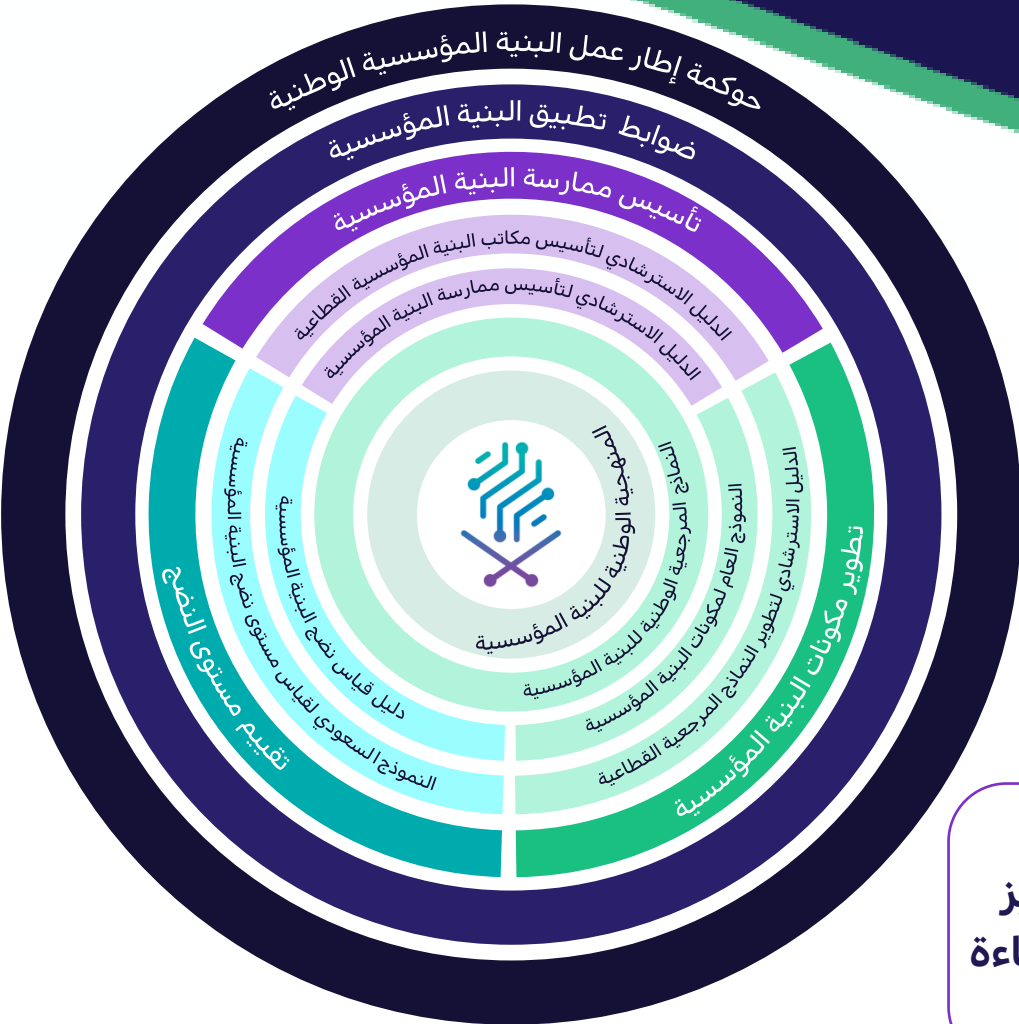 حوكمة إطار عمل البنية المؤسسية الوطنية
ضوابط تطبيق البنية المؤسسية
تأسيس ممارسة البنية المؤسسية
الدليل الاسترشادي لتأسيس مكاتب البنية المؤسسية القطاعية
الدليل الاسترشادي لتأسيس ممارسة البنية المؤسسية
تطوير مكونات البنية المؤسسية
الدليل الاسترشادي لتطوير النماذج المرجعية القطاعية
النموذج العام لمكونات البنية المؤسسية
النماذج المرجعية الوطنية للبنية المؤسسية
المنهجية الوطنية للبنية المؤسسية
تقييم مستوى النضج
النموذج السعودي لقياس مستوى نضج البنية المؤسسية
دليل قياس نضج البنية المؤسسية